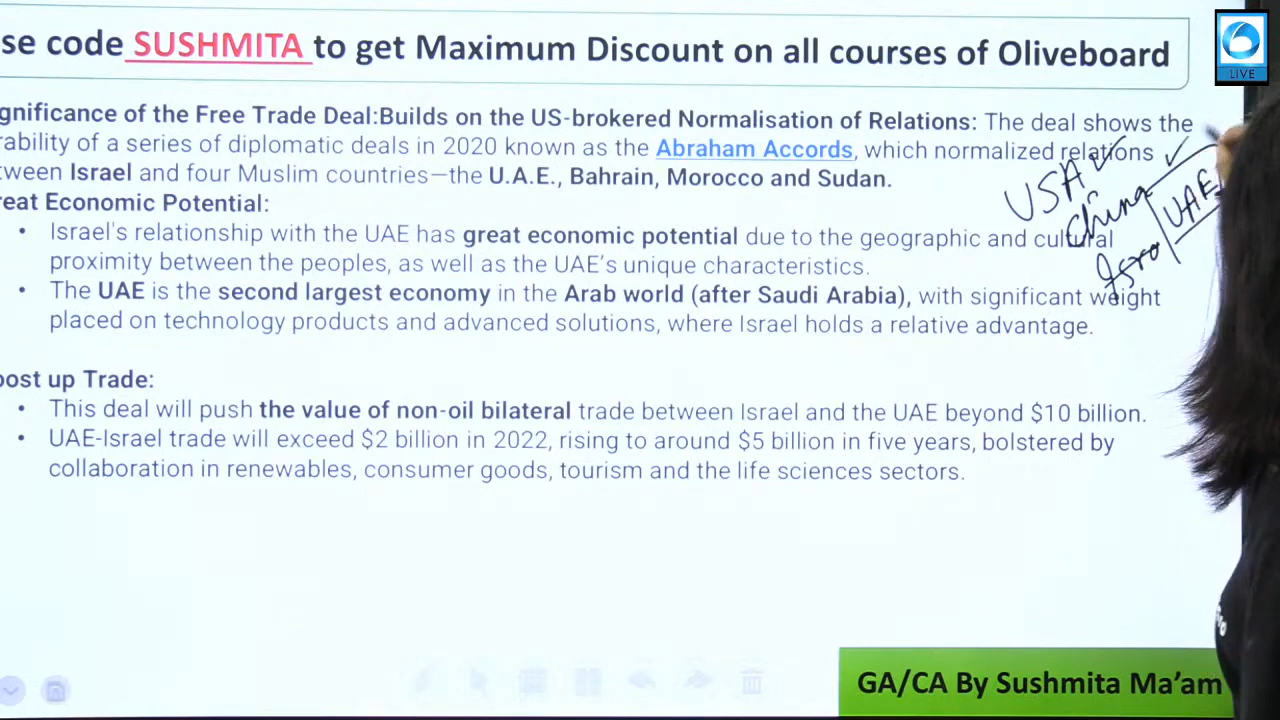 se code SUSHMITA to get Maximum Discount on all courses of Oliveboard
LIVE
gnificance of the Free Trade Deal:Builds on the US-brokered Normalisation of Relations: The deal shows the
rability of a series of diplomatic deals in 2020 known as the Abraham Accords, which normalized relations
tween Israel and four Muslim countries—the U.A.E., Bahrain, Morocco and Sudan.
USA
China
UAE
reat Economic Potential:
• Israel's relationship with the UAE has great economic potential due to the geographic and cultural
proximity between the peoples, as well as the UAE's unique characteristics.
• The UAE is the second largest economy in the Arab world (after Saudi Arabia), with significant weight
placed on technology products and advanced solutions, where Israel holds a relative advantage.
oost up Trade:
• This deal will push the value of non-oil bilateral trade between Israel and the UAE beyond $10 billion.
• UAE-Israel trade will exceed $2 billion in 2022, rising to around $5 billion in five years, bolstered by
collaboration in renewables, consumer goods, tourism and the life sciences sectors.
GA/CA By Sushmita Ma'am